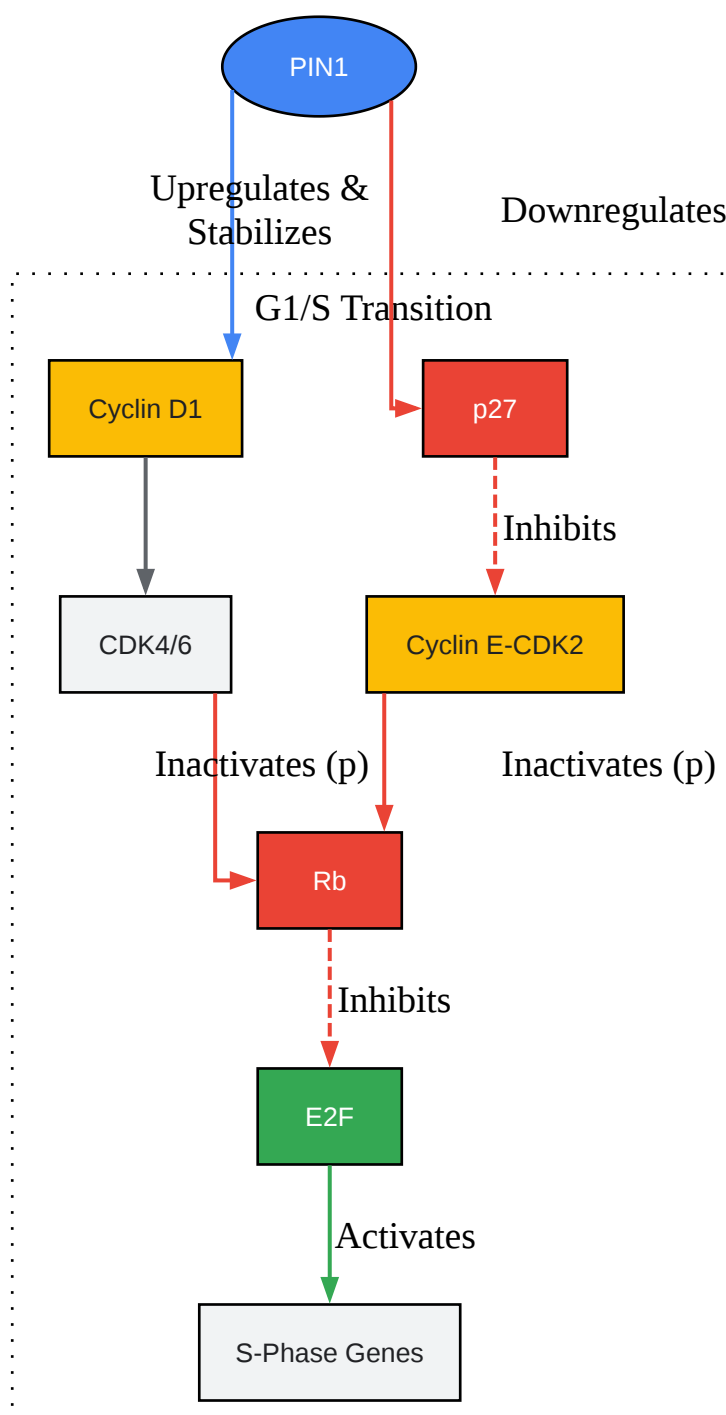 PIN1
Upregulates &
Stabilizes
Downregulates
G1/S Transition
Cyclin D1
p27
Inhibits
CDK4/6
Cyclin E-CDK2
Inactivates (p)
Inactivates (p)
Rb
Inhibits
E2F
Activates
S-Phase Genes